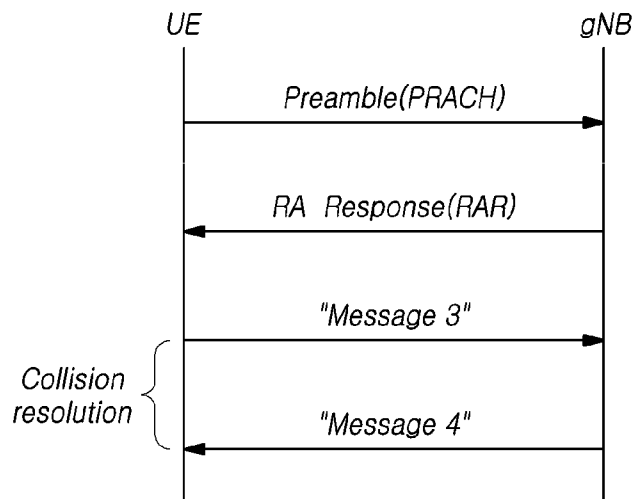 UE gNB
Preamble(PRACH)
RA Response(RAR)
"Message 3"
Collision
resolution
"Message 4"